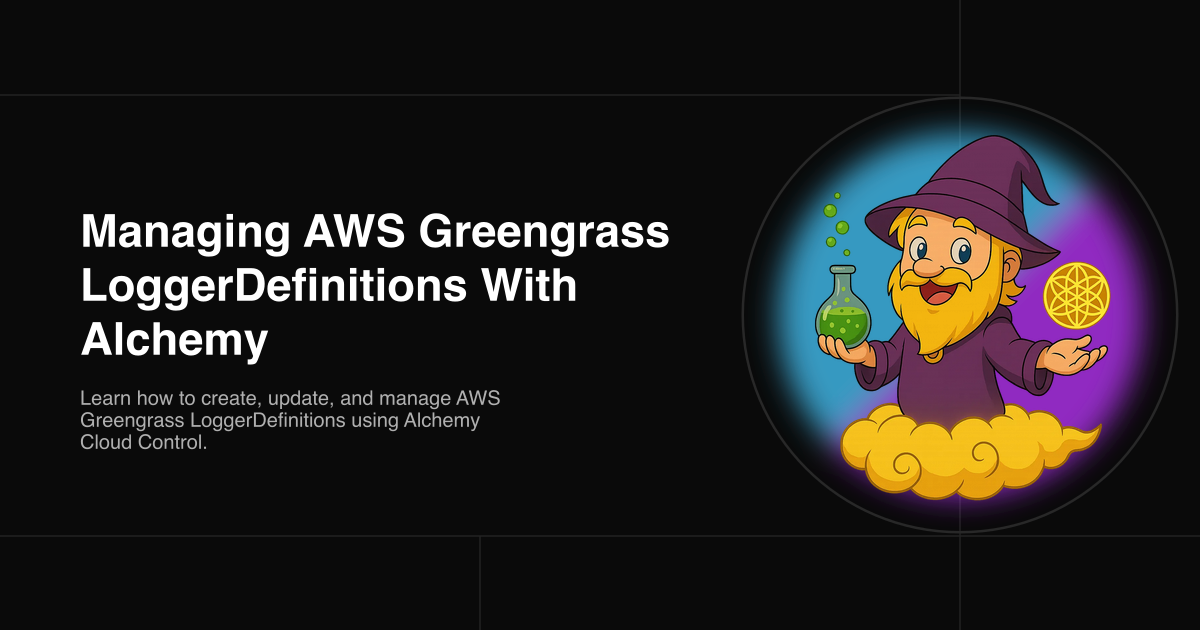 Managing AWS Greengrass
LoggerDefinitions With
Alchemy
Learn how to create, update, and manage AWS
Greengrass LoggerDefinitions using Alchemy
Cloud Control.